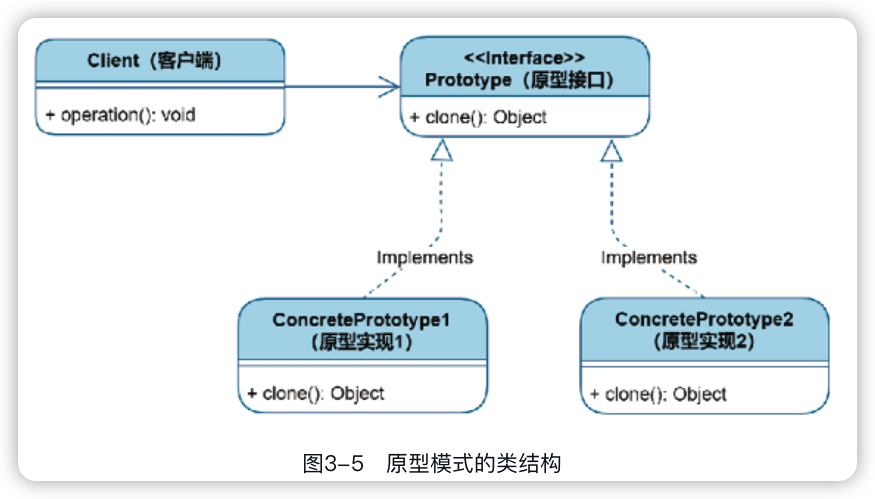 Client（客户端）
+ operation(): void
<<Interface>>
Prototype（原型接口）
+ clone(): Object
Implements
Implements
ConcretePrototype1
（原型实现1）
+ clone(): Object
ConcretePrototype2
（原型实现2）
+ clone(): Object
图3-5 原型模式的类结构